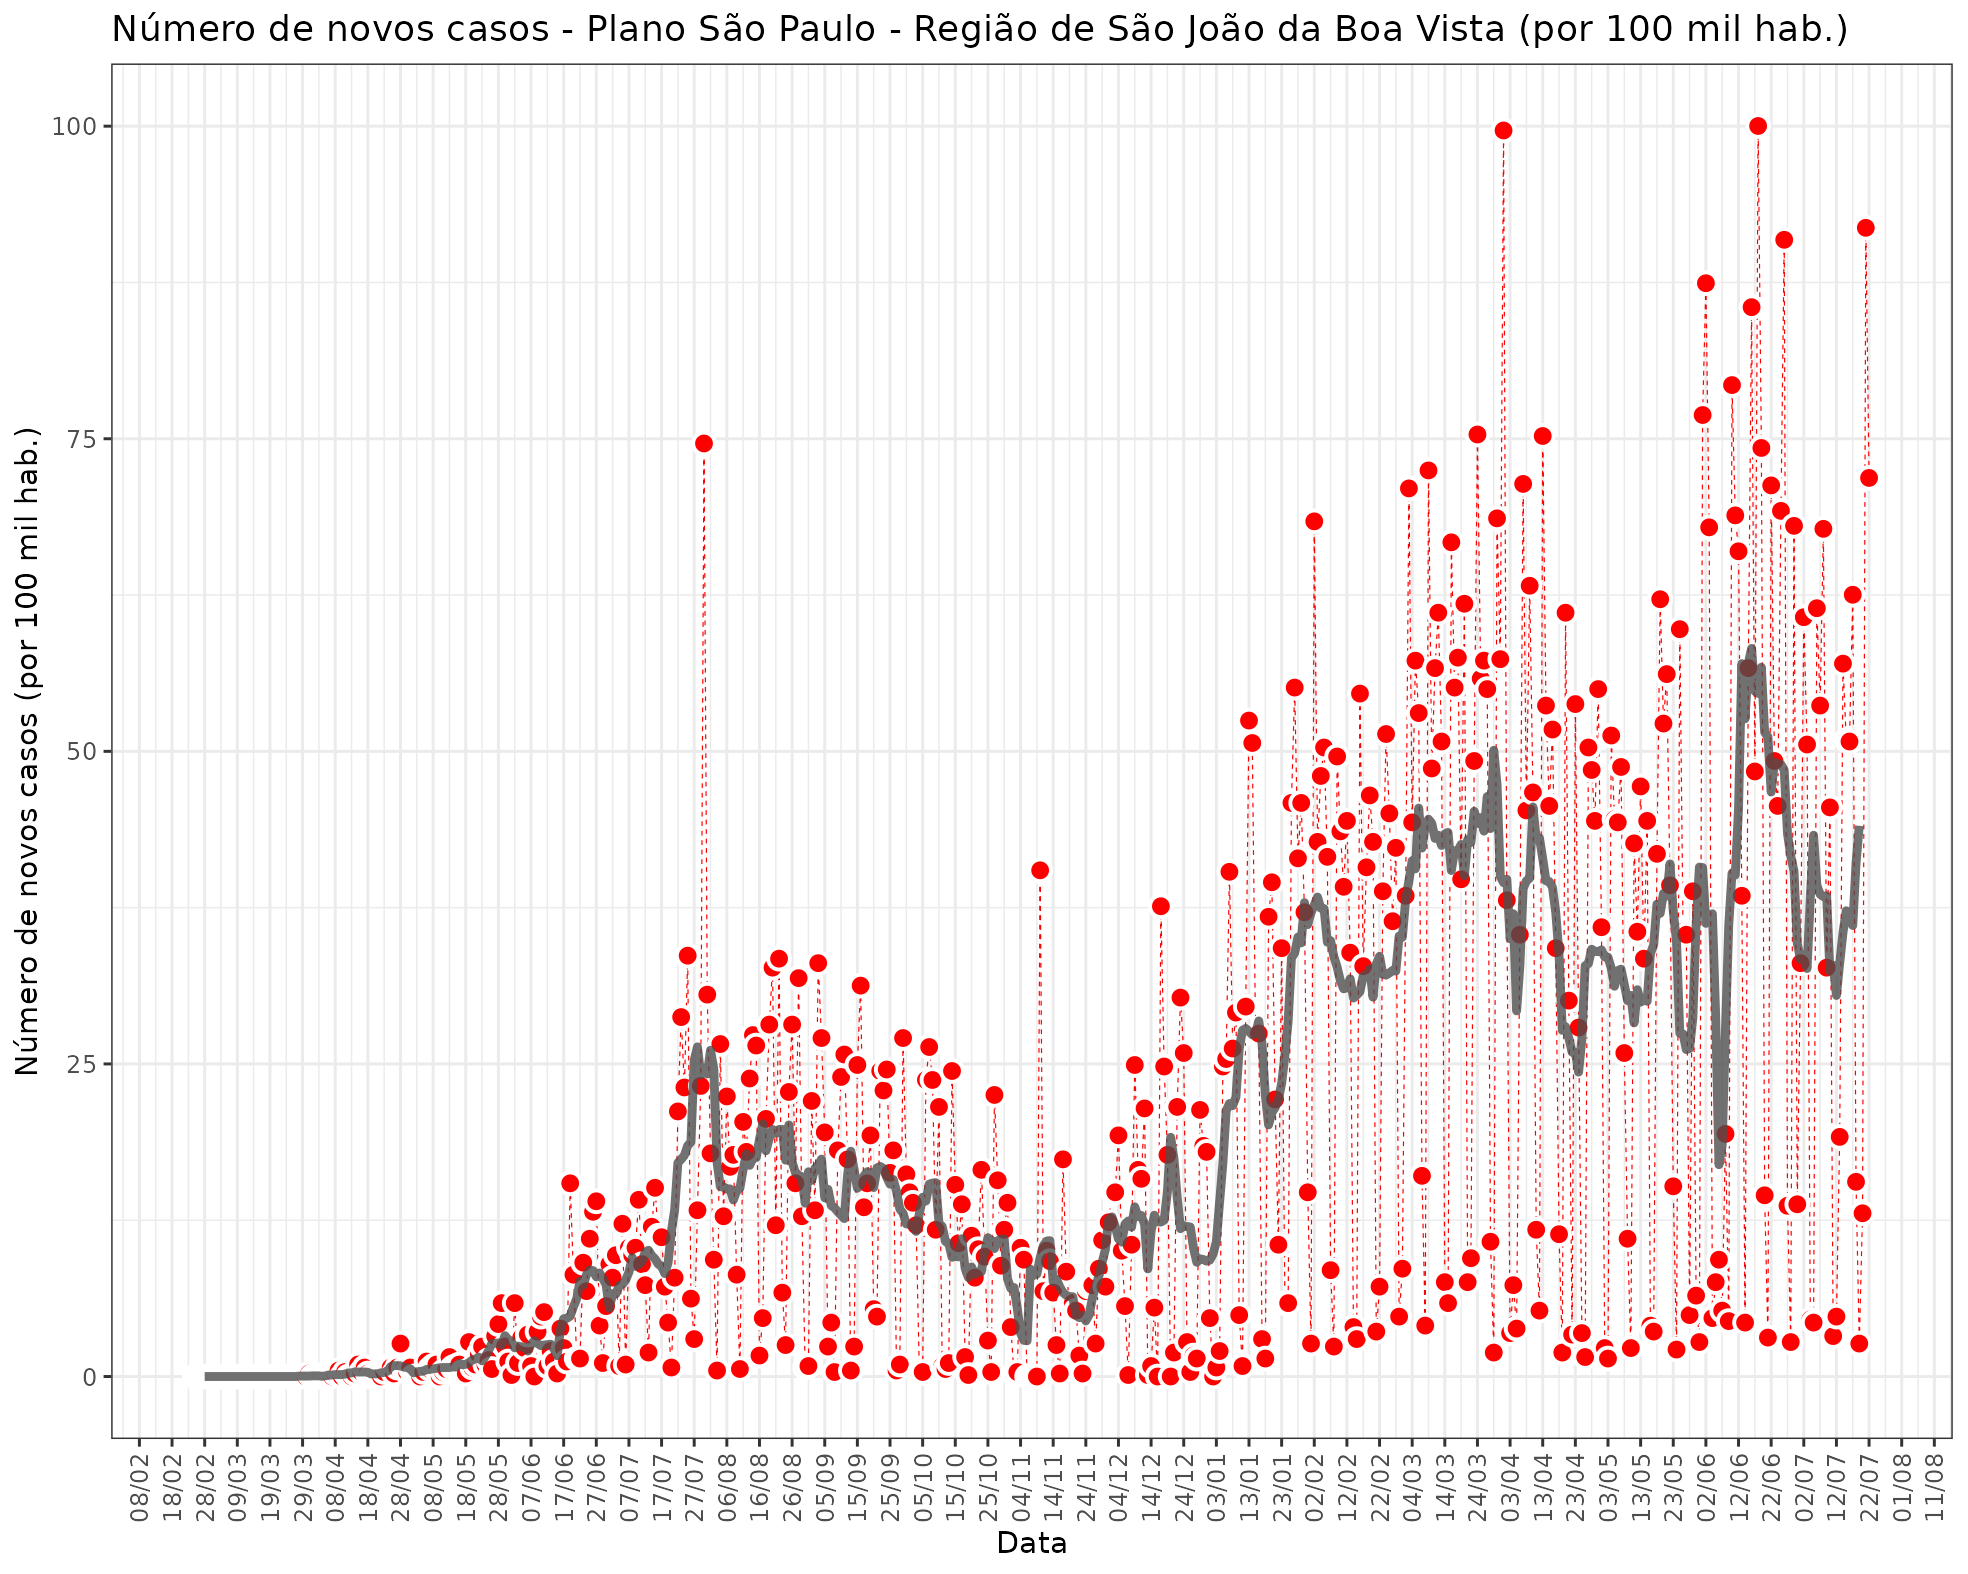 Número de novos casos - Plano São Paulo - Região de São João da Boa Vista (por 100 mil hab.)
Número de novos casos (por 100 mil hab.)
100
75
50
25
0
08/02 18/02 28/02 09/03 19/03 29/03 08/04 18/04 28/04 08/05 18/05 28/05 07/06 17/06 27/06 07/07 17/07 27/07 06/08 16/08 26/08 05/09 15/09 25/09 05/10 15/10 25/10 04/11 14/11 24/11 04/12 14/12 24/12 03/01 13/01 23/01 02/02 12/02 22/02 04/03 14/03 24/03 03/04 13/04 23/04 03/05 13/05 23/05 02/06 12/06 22/06 02/07 12/07 22/07 01/08 11/08
Data